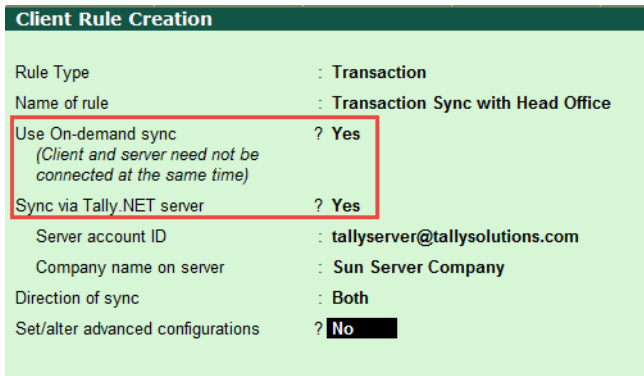 Client Rule Creation
Rule Type : Transaction
Name of rule : Transaction Sync with Head Office
Use On-demand sync ? Yes
(Client and server need not be
connected at the same time)
Sync via Tally.NET server ? Yes
Server account ID : tallyserver@tallysolutions.com
Company name on server : Sun Server Company
Direction of sync : Both
Set/alter advanced configurations ? No